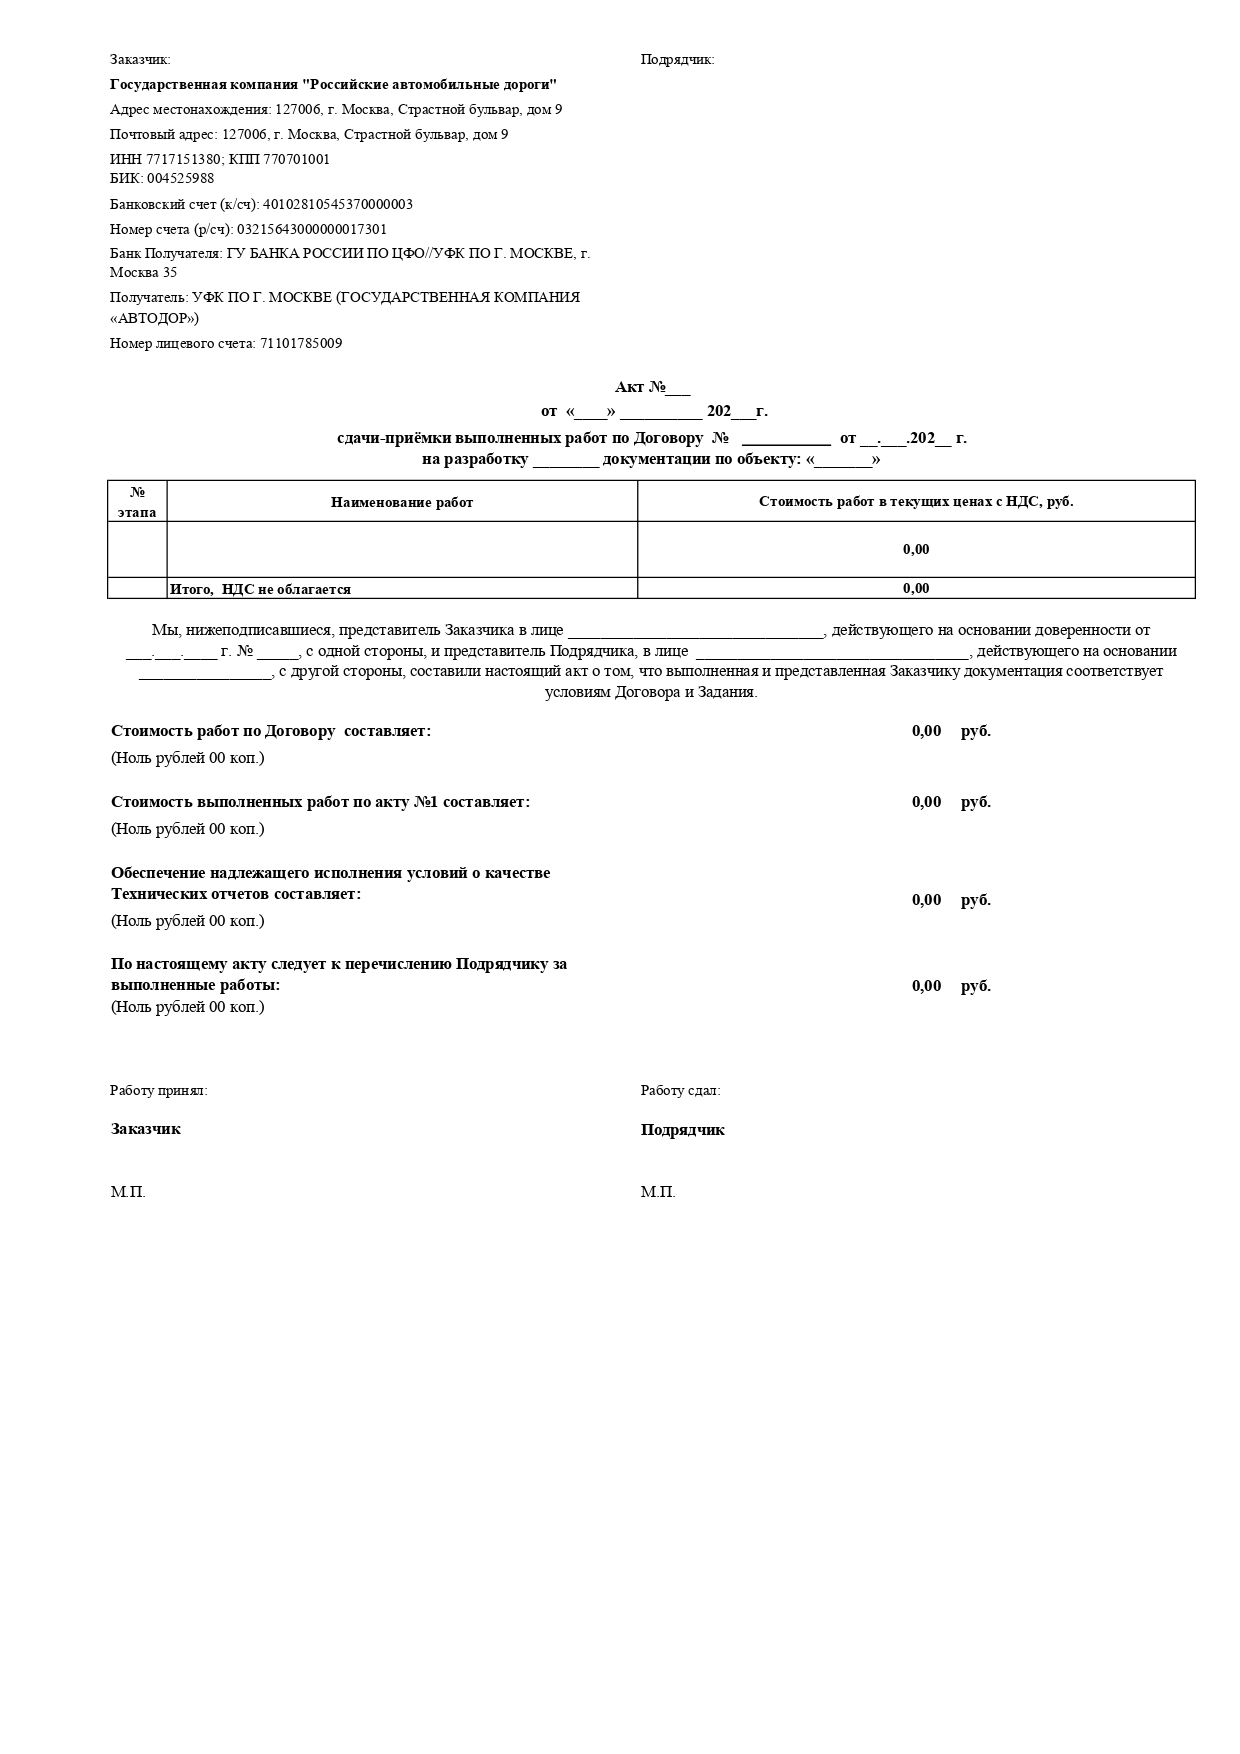 Заказчик:
Подрядчик:
Государственная компания "Российские автомобильные дороги"
Адрес местонахождения: 127006, г. Москва, Страстной бульвар, дом 9
Почтовый адрес: 127006, г. Москва, Страстной бульвар, дом 9
ИНН 7717151380; КПП 770701001
БИК: 004525988
Банковский счет (к/сч): 40102810545370000003
Номер счета (р/сч): 03215643000000017301
Банк Получателя: ГУ БАНКА РОССИИ ПО ЦФО//УФК ПО Г. МОСКВЕ, г.
Москва 35
Получатель: УФК ПО Г. МОСКВЕ (ГОСУДАРСТВЕННАЯ КОМПАНИЯ
«АВТОДОР»)
Номер лицевого счета: 71101785009
Акт №___
от «____» __________ 202___г.
сдачи-приёмки выполненных работ по Договору № ___________ от __.___.202__ г.
на разработку ________ документации по объекту: «_______»
№
этапа
Наименование работ
Стоимость работ в текущих ценах с НДС, руб.
0,00
Итого, НДС не облагается
0,00
Мы, нижеподписавшиеся, представитель Заказчика в лице _______________________________, действующего на основании доверенности от
___.___.____ г. № _____, с одной стороны, и представитель Подрядчика, в лице _________________________________, действующего на основании
________________, с другой стороны, составили настоящий акт о том, что выполненная и представленная Заказчику документация соответствует
условиям Договора и Задания.
Стоимость работ по Договору составляет: 0,00 руб.
(Ноль рублей 00 коп.)
Стоимость выполненных работ по акту №1 составляет: 0,00 руб.
(Ноль рублей 00 коп.)
Обеспечение надлежащего исполнения условий о качестве
Технических отчетов составляет: 0,00 руб.
(Ноль рублей 00 коп.)
По настоящему акту следует к перечислению Подрядчику за
выполненные работы: 0,00 руб.
(Ноль рублей 00 коп.)
Работу принял:
Работу сдал:
Заказчик
Подрядчик
М.П.
М.П.